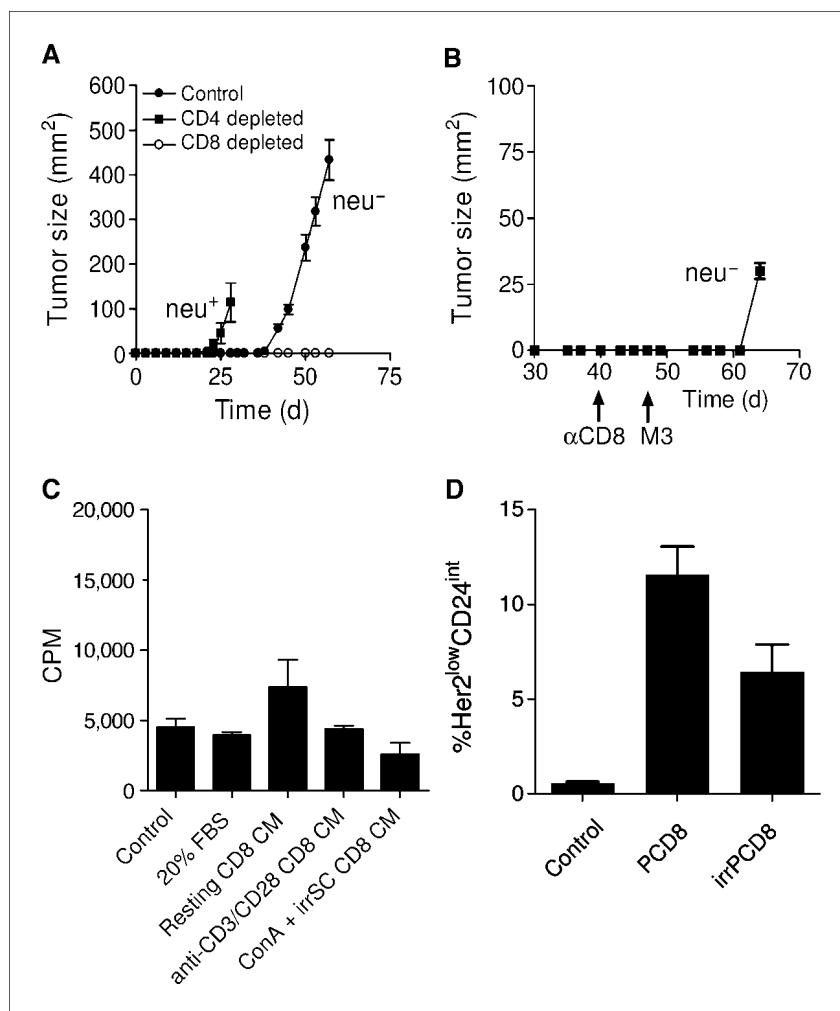 A
Tumor size (mm²)
600
500
400
300
200
100
0
Control
CD4 depleted
CD8 depleted
neu⁺
neu⁻
0 25 50 75
Time (d)
B
Tumor size (mm²)
100
75
50
25
0
neu⁻
30 40 50 60 70
Time (d)
αCD8 M3
C
CPM
20,000
15,000
10,000
5,000
0
Control
20% FBS
Resting CD8 CM
anti-CD3/CD28 CD8 CM
ConA + irrSC CD8 CM
D
%Her2ˡᵒʷCD24ⁱⁿᵗ
15
10
5
0
Control
PCD8
irrPCD8